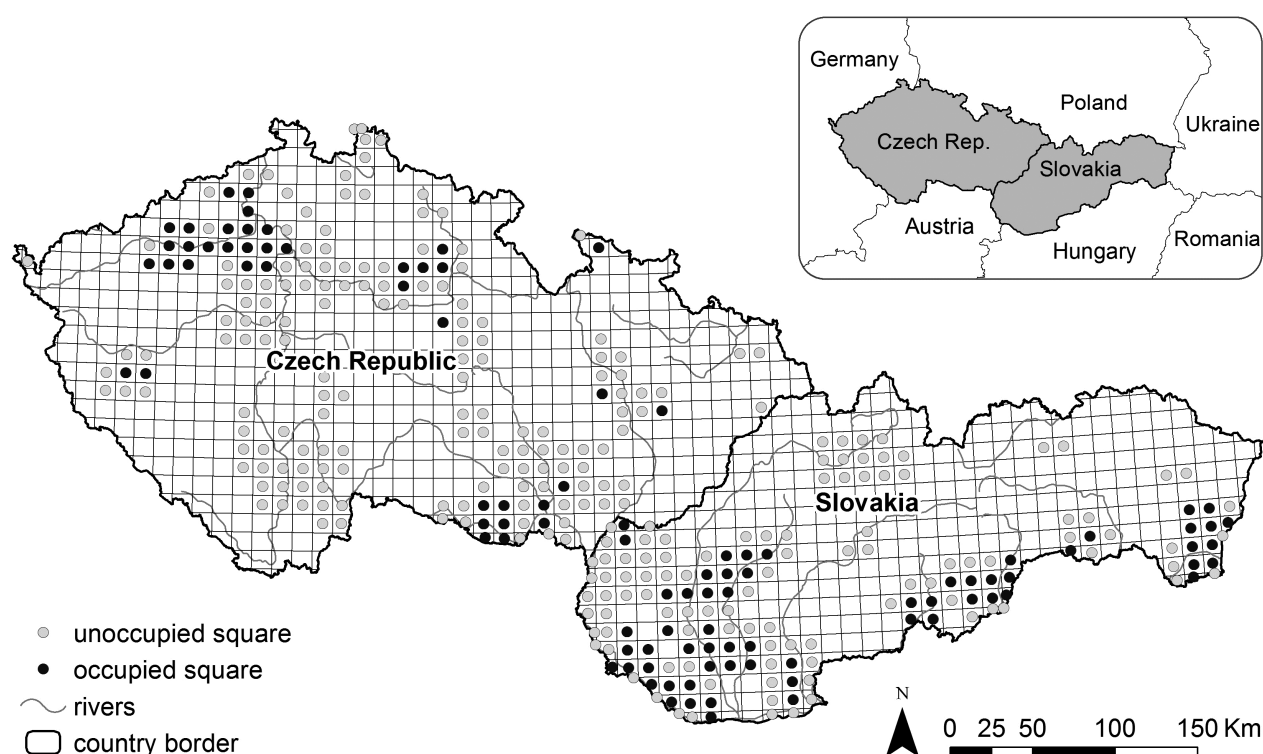 Germany
Poland
Ukraine
Czech Rep.
Slovakia
Austria
Hungary
Romania
Czech Republic
Slovakia
unoccupied square
occupied square
rivers
country border
N
0 25 50 100 150 Km